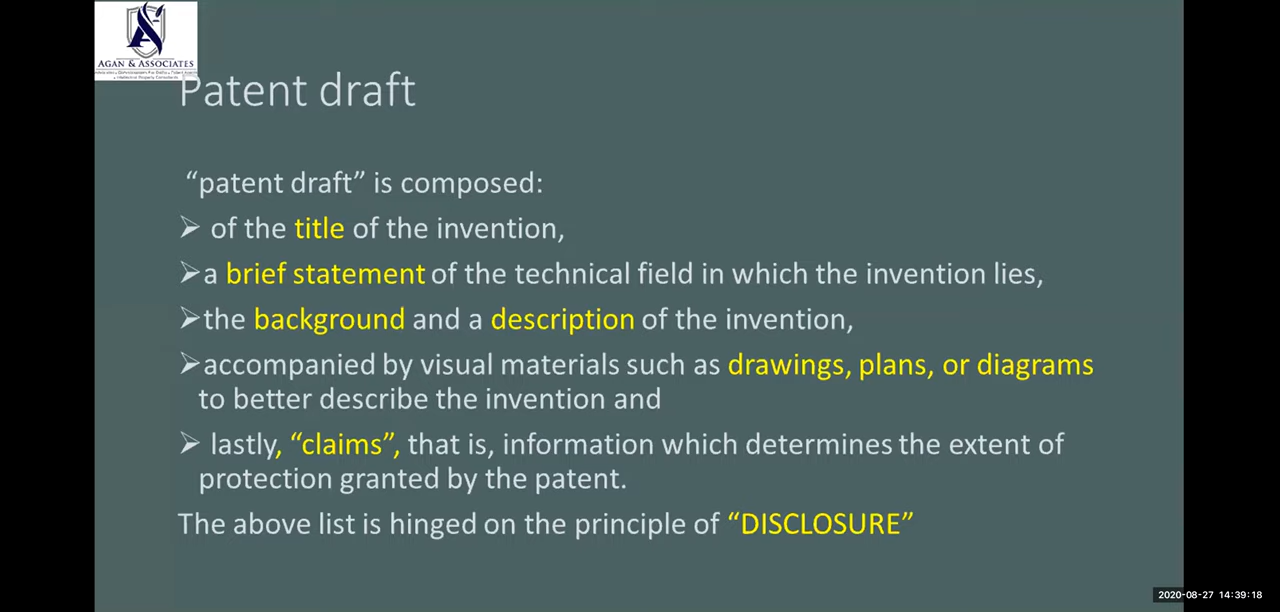 AGAN & ASSOCIATES
Patent draft
“patent draft” is composed:
➢ of the title of the invention,
➢a brief statement of the technical field in which the invention lies,
➢the background and a description of the invention,
➢accompanied by visual materials such as drawings, plans, or diagrams
to better describe the invention and
➢ lastly, “claims”, that is, information which determines the extent of
protection granted by the patent.
The above list is hinged on the principle of “DISCLOSURE”
2020-08-27 14:39:18